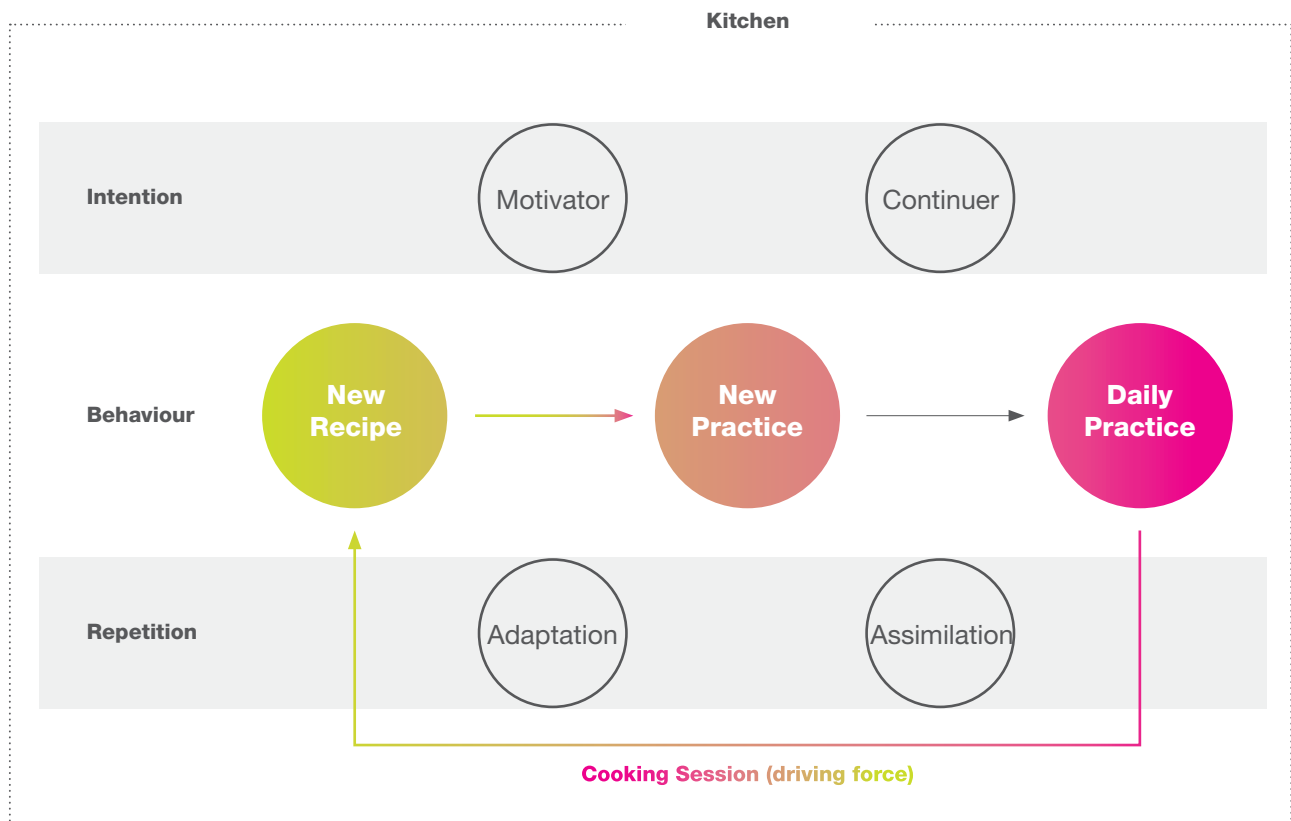 Kitchen
Intention
Motivator
Continuer
Behaviour
New
Recipe
New
Practice
Daily
Practice
Repetition
Adaptation
Assimilation
Cooking Session (driving force)